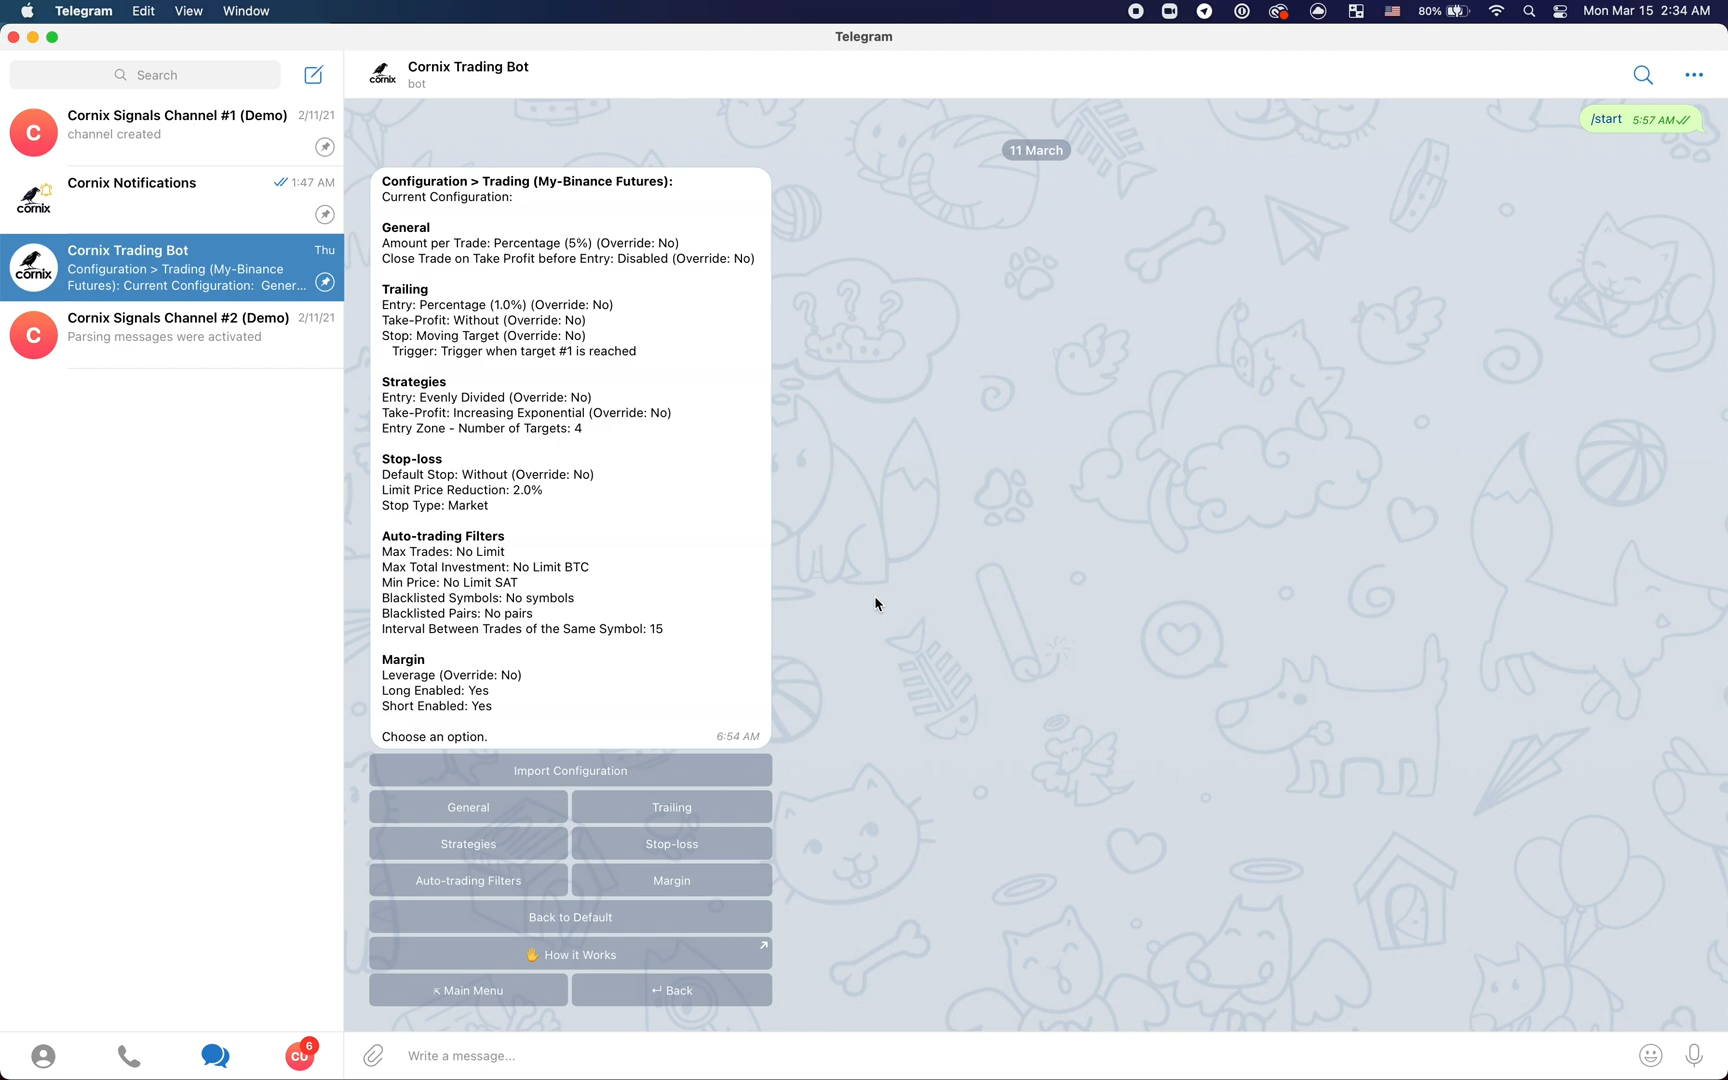 Telegram Edit View Window 80% Mon Mar 15 2:34 AM
Telegram
Search
Cornix Signals Channel #1 (Demo) 2/11/21
channel created
Cornix Notifications 1:47 AM
Cornix Trading Bot Thu
Configuration > Trading (My-Binance
Futures): Current Configuration: Gener...
Cornix Signals Channel #2 (Demo) 2/11/21
Parsing messages were activated
C
cornix
cornix
C
CU 6
cornix
Cornix Trading Bot
bot
/start 5:57 AM
11 March
Configuration > Trading (My-Binance Futures):
Current Configuration:
General
Amount per Trade: Percentage (5%) (Override: No)
Close Trade on Take Profit before Entry: Disabled (Override: No)
Trailing
Entry: Percentage (1.0%) (Override: No)
Take-Profit: Without (Override: No)
Stop: Moving Target (Override: No)
Trigger: Trigger when target #1 is reached
Strategies
Entry: Evenly Divided (Override: No)
Take-Profit: Increasing Exponential (Override: No)
Entry Zone - Number of Targets: 4
Stop-loss
Default Stop: Without (Override: No)
Limit Price Reduction: 2.0%
Stop Type: Market
Auto-trading Filters
Max Trades: No Limit
Max Total Investment: No Limit BTC
Min Price: No Limit SAT
Blacklisted Symbols: No symbols
Blacklisted Pairs: No pairs
Interval Between Trades of the Same Symbol: 15
Margin
Leverage (Override: No)
Long Enabled: Yes
Short Enabled: Yes
Choose an option. 6:54 AM
Import Configuration
General Trailing
Strategies Stop-loss
Auto-trading Filters Margin
Back to Default
✋ How it Works
⇱ Main Menu ↵ Back
Write a message...